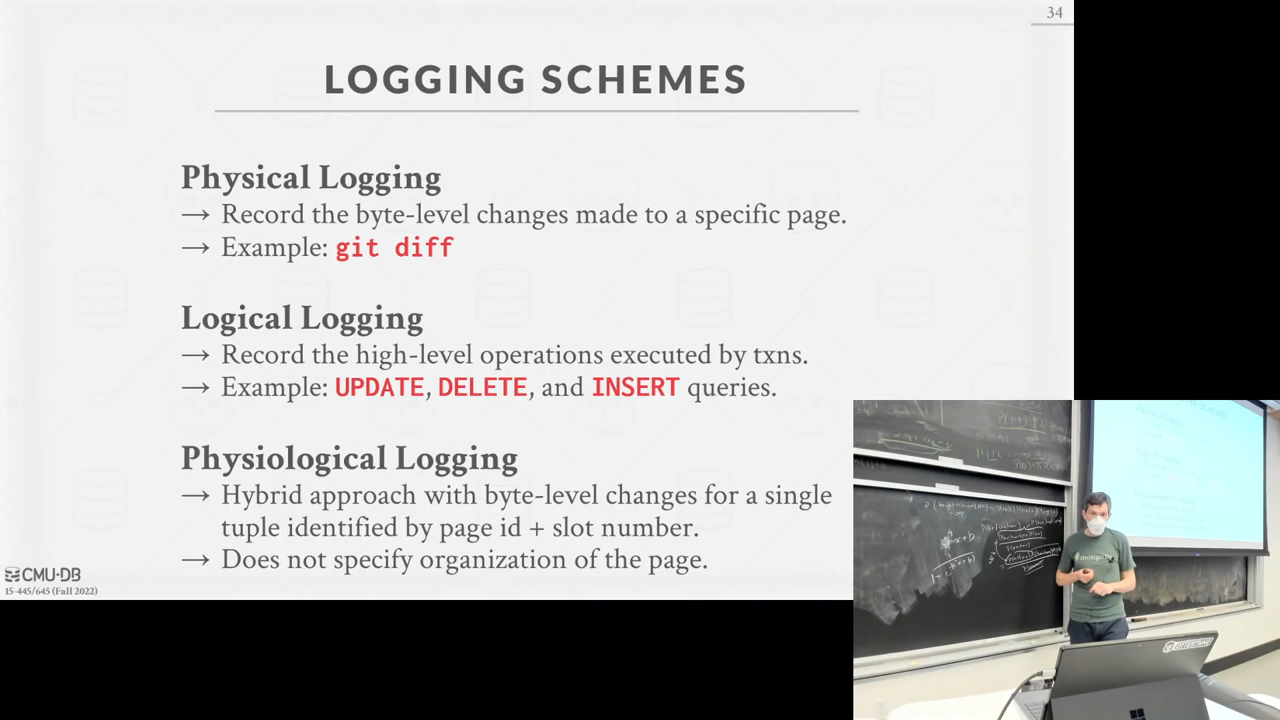 34
LOGGING SCHEMES
Physical Logging
→ Record the byte-level changes made to a specific page.
→ Example: git diff
Logical Logging
→ Record the high-level operations executed by txns.
→ Example: UPDATE, DELETE, and INSERT queries.
Physiological Logging
→ Hybrid approach with byte-level changes for a single
tuple identified by page id + slot number.
→ Does not specify organization of the page.
CMU·DB
15-445/645 (Fall 2022)